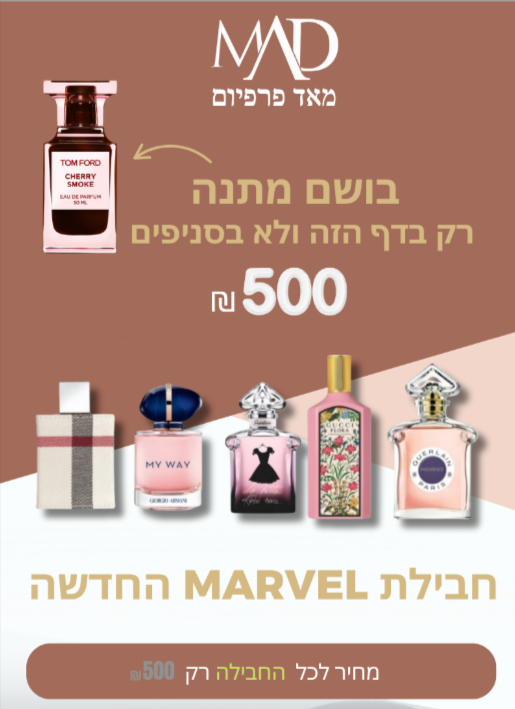 MAD
מאד פרפיום
TOM FORD
CHERRY
SMOKE
EAU DE PARFUM
50 ML
בושם מתנה
רק בדף הזה ולא בסניפים
500 ₪
MY WAY
GIORGIO ARMANI
GUCCI
FLORA
GUERLAIN
PARIS
חבילת MARVEL החדשה
מחיר לכל החבילה רק 500 ₪